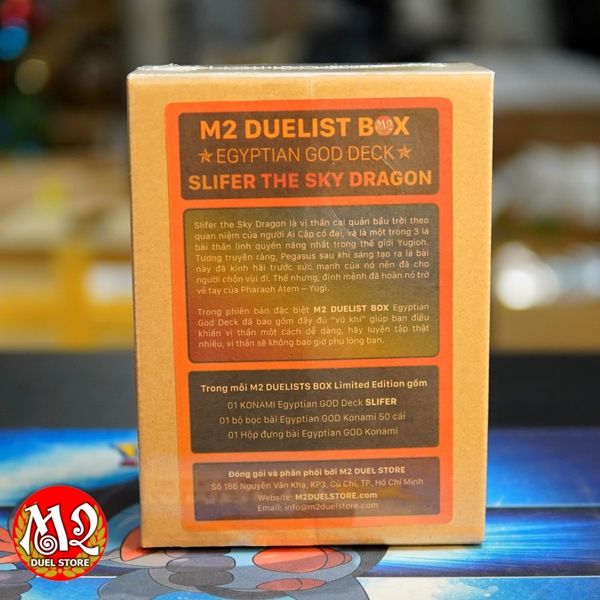 M2 DUELIST BOX
★EGYPTIAN GOD DECK★
SLIFER THE SKY DRAGON
Slifer the Sky Dragon là vị thần cai quản bầu trời theo
quan niệm của người Ai Cập cổ đại, và là một trong 3 lá
bài thần linh quyền năng nhất trong thế giới Yugioh.
Tương truyền rằng, Pegasus sau khi sáng tạo ra lá bài
này đã kinh hãi trước sức mạnh của nó nên đã cho
người chôn vùi đi. Thế nhưng, định mệnh đã hoàn nó trở
về tay của Pharaoh Atem – Yugi.
Trong phiên bản đặc biệt M2 DUELIST BOX Egyptian
God Deck đã bao gồm đầy đủ "vũ khí" giúp bạn điều
khiển vị thần một cách dễ dàng, hãy luyện tập thật
nhiều, vị thần sẽ không bao giờ phụ lòng bạn.
Trong mỗi M2 DUELISTS BOX Limited Edition gồm
01 KONAMI Egyptian GOD Deck SLIFER
01 bộ bọc bài Egyptian GOD Konami 50 cái
01 Hộp đựng bài Egyptian GOD Konami
Đóng gói và phân phối bởi M2 DUEL STORE
Số 186 Nguyễn Văn Khạ, KP3, Củ Chi, TP. Hồ Chí Minh
Website: M2DUELSTORE.com
Email: info@m2duelstore.com
M2
DUEL STORE